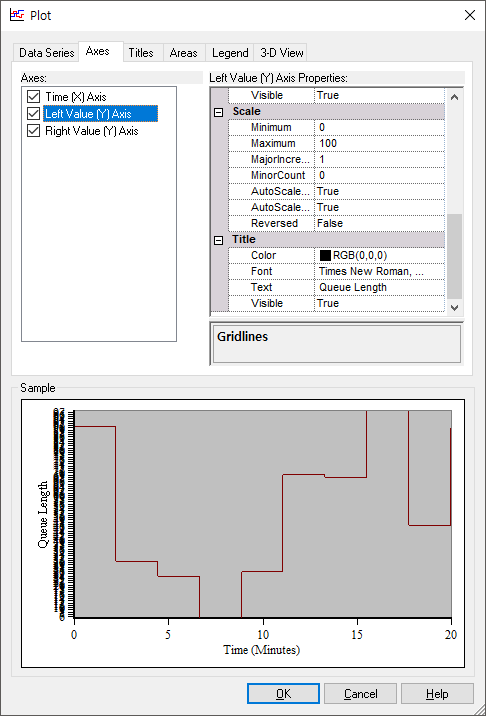 Plot
Data Series Axes Titles Areas Legend 3-D View
Axes:
Time (X) Axis
Left Value (Y) Axis
Right Value (Y) Axis
Left Value (Y) Axis Properties:
Visible True
Scale
Minimum 0
Maximum 100
MajorIncre... 1
MinorCount 0
AutoScale... True
AutoScale... True
Reversed False
Title
Color RGB(0,0,0)
Font Times New Roman, ...
Text Queue Length
Visible True
Gridlines
Sample
Queue Length
0 5 10 15 20
Time (Minutes)
OK Cancel Help